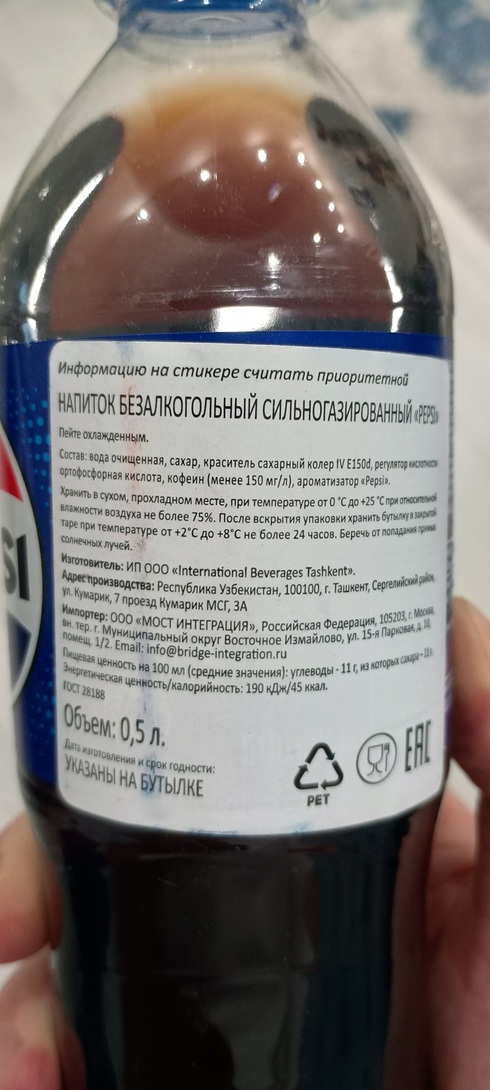 SI
Информацию на стикере считать приоритетной
НАПИТОК БЕЗАЛКОГОЛЬНЫЙ СИЛЬНОГАЗИРОВАННЫЙ «PEPSI»
Пейте охлажденным.
Состав: вода очищенная, сахар, краситель сахарный колер IV E150d, регулятор кислотности
ортофосфорная кислота, кофеин (менее 150 мг/л), ароматизатор «Pepsi».
Хранить в сухом, прохладном месте, при температуре от 0 °С до +25 °С при относительной
влажности воздуха не более 75%. После вскрытия упаковки хранить бутылку в закрытой
таре при температуре от +2°С до +8°С не более 24 часов. Беречь от попадания прямых
солнечных лучей.
Изготовитель: ИП ООО «International Beverages Tashkent».
Адрес производства: Республика Узбекистан, 100100, г. Ташкент, Сергелийский район,
ул. Кумарик, 7 проезд Кумарик МСГ, 3А
Импортер: ООО «МОСТ ИНТЕГРАЦИЯ», Российская Федерация, 105203, г. Москва,
вн. тер. г. Муниципальный округ Восточное Измайлово, ул. 15-я Парковая, д. 10,
помещ. 1/2. Email: info@bridge-integration.ru
Пищевая ценность на 100 мл (средние значения): углеводы - 11 г, из которых сахара – 11 г.
Энергетическая ценность/калорийность: 190 кДж/45 ккал.
ГОСТ 28188
Объем: 0,5 л.
Дата изготовления и срок годности:
УКАЗАНЫ НА БУТЫЛКЕ
PET
EAC